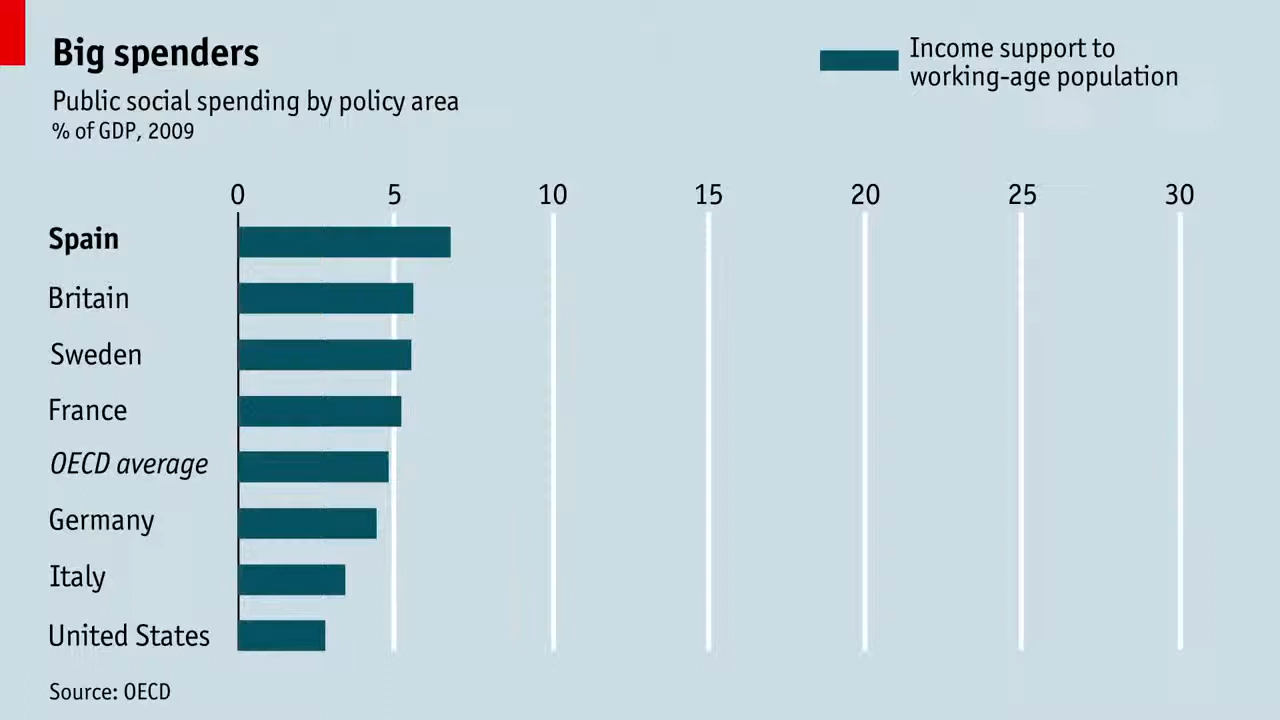 Big spenders
Public social spending by policy area
% of GDP, 2009
Income support to
working-age population
0 5 10 15 20 25 30
Spain
Britain
Sweden
France
OECD average
Germany
Italy
United States
Source: OECD